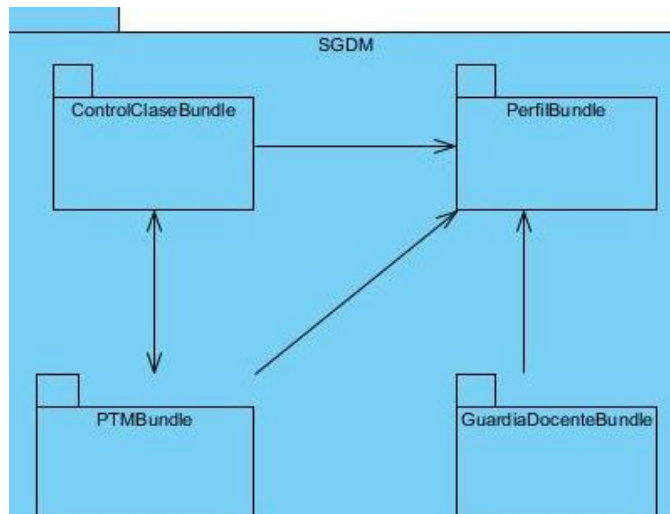 SGDM
ControlClaseBundle
PerfilBundle
PTMBundle
GuardiaDocenteBundle